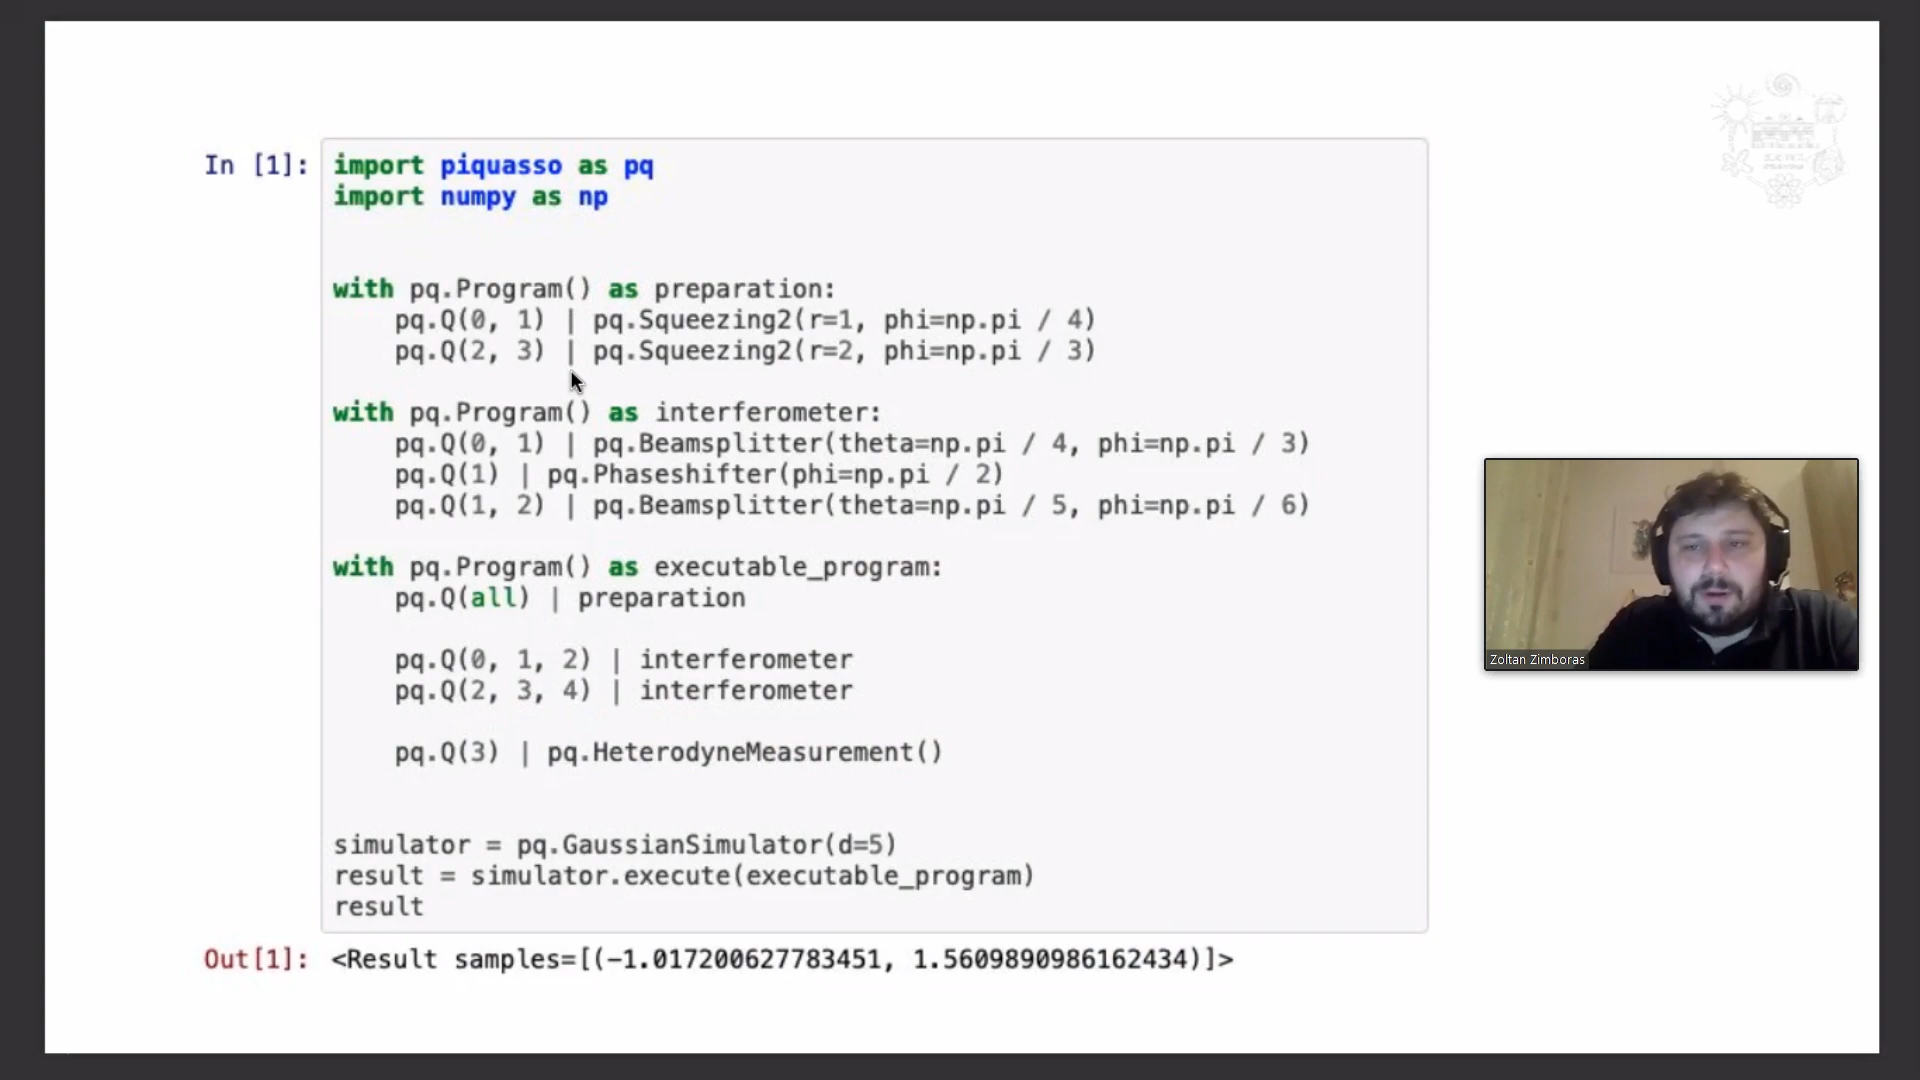 In [1]:
import piquasso as pq
import numpy as np
with pq.Program() as preparation:
pq.Q(0, 1) | pq.Squeezing2(r=1, phi=np.pi / 4)
pq.Q(2, 3) | pq.Squeezing2(r=2, phi=np.pi / 3)
with pq.Program() as interferometer:
pq.Q(0, 1) | pq.Beamsplitter(theta=np.pi / 4, phi=np.pi / 3)
pq.Q(1) | pq.Phaseshifter(phi=np.pi / 2)
pq.Q(1, 2) | pq.Beamsplitter(theta=np.pi / 5, phi=np.pi / 6)
with pq.Program() as executable_program:
pq.Q(all) | preparation
pq.Q(0, 1, 2) | interferometer
pq.Q(2, 3, 4) | interferometer
pq.Q(3) | pq.HeterodyneMeasurement()
simulator = pq.GaussianSimulator(d=5)
result = simulator.execute(executable_program)
result
Out[1]: <Result samples=[(-1.017200627783451, 1.5609890986162434)]>
Zoltan Zimboras